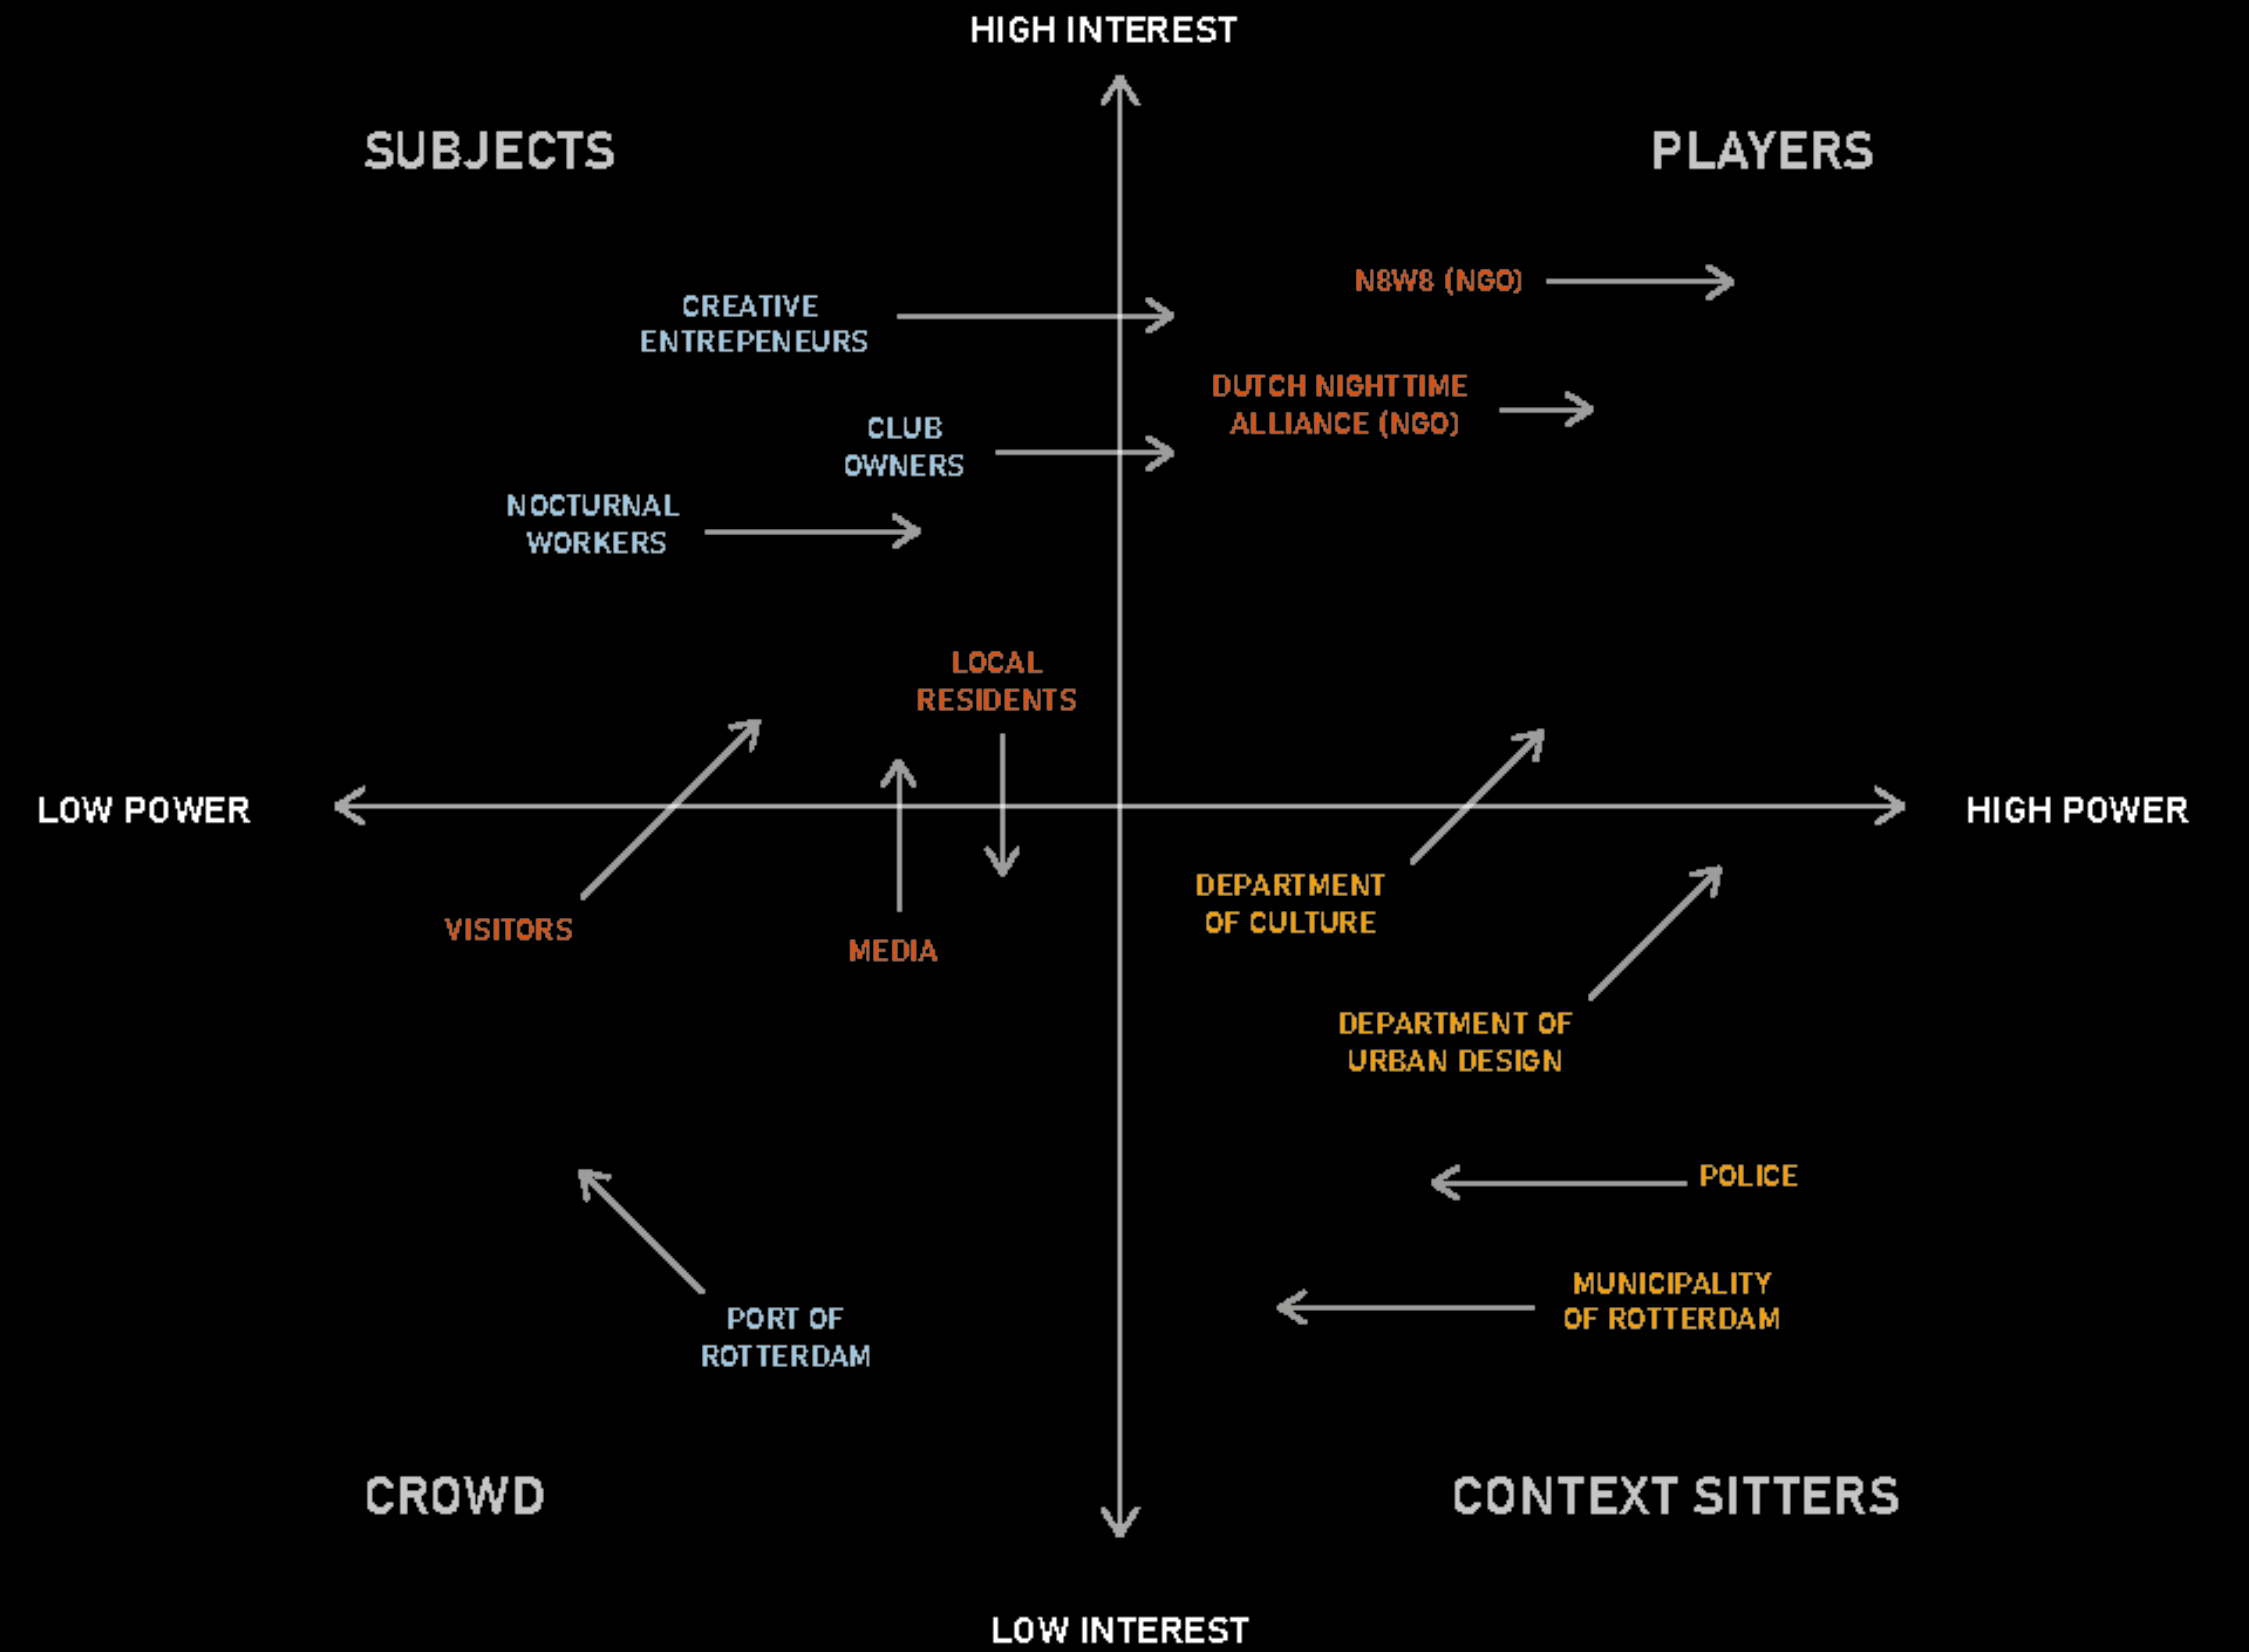 HIGH INTEREST
SUBJECTS
PLAYERS
N8W8 (NGO)
CREATIVE
ENTREPENEURS
DUTCH NIGHTTIME
ALLIANCE (NGO)
CLUB
OWNERS
NOCTURNAL
WORKERS
LOCAL
RESIDENTS
LOW POWER
HIGH POWER
DEPARTMENT
OF CULTURE
VISITORS
MEDIA
DEPARTMENT OF
URBAN DESIGN
POLICE
MUNICIPALITY
OF ROTTERDAM
PORT OF
ROTTERDAM
CROWD
CONTEXT SITTERS
LOW INTEREST